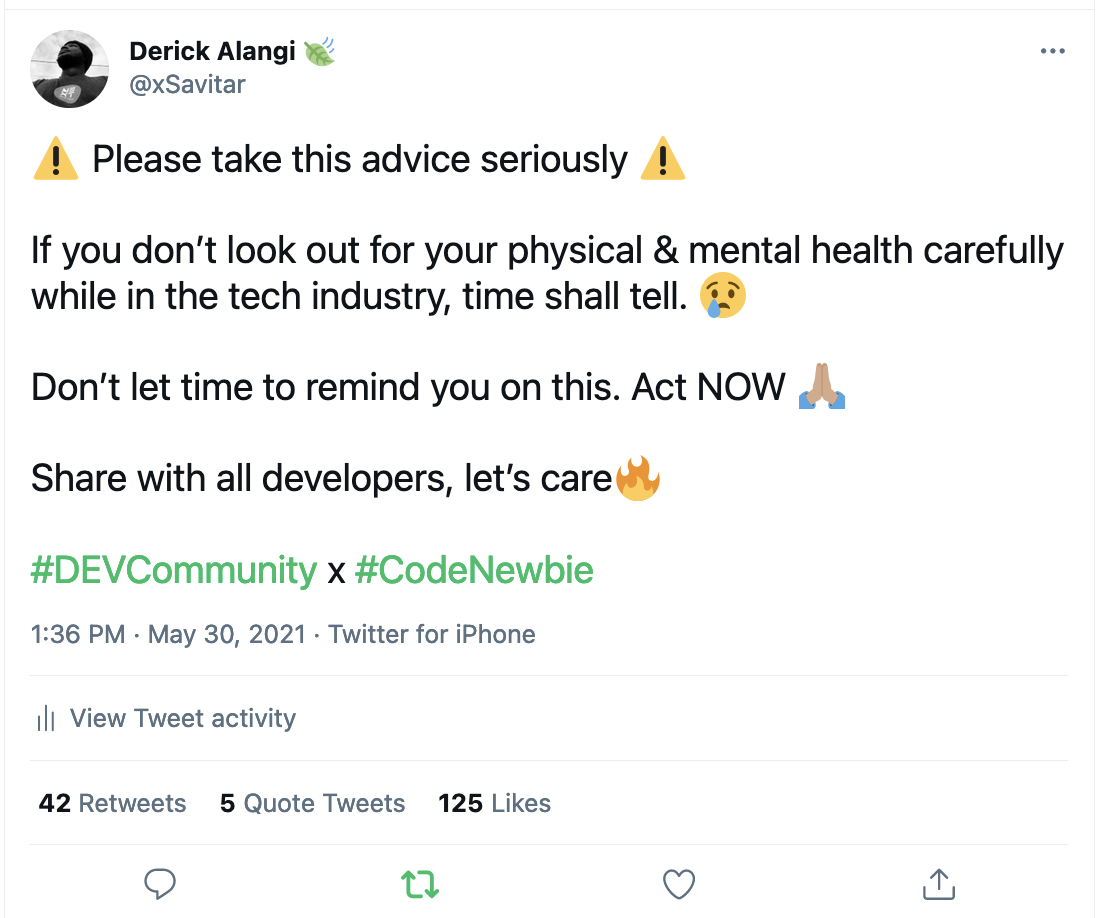 Derick Alangi 🍃
@xSavitar
⚠️ Please take this advice seriously ⚠️
If you don’t look out for your physical & mental health carefully
while in the tech industry, time shall tell. 😢
Don’t let time to remind you on this. Act NOW 🙏🏽
Share with all developers, let’s care🔥
#DEVCommunity x #CodeNewbie
1:36 PM · May 30, 2021 · Twitter for iPhone
View Tweet activity
42 Retweets 5 Quote Tweets 125 Likes